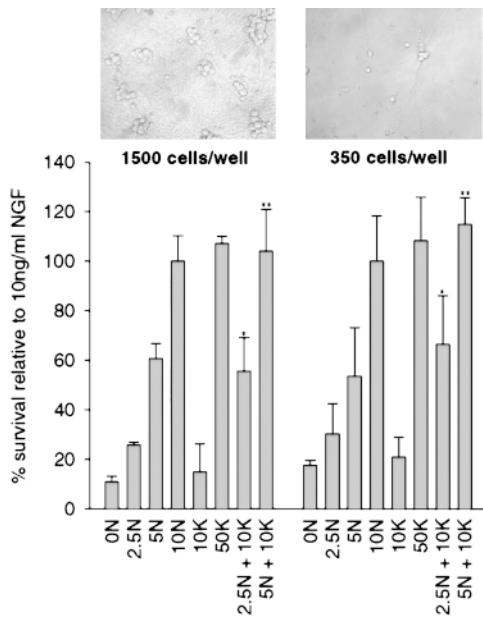 1500 cells/well 350 cells/well
% survival relative to 10ng/ml NGF
140
120
100
80
60
40
20
0
* ** * **
0N 2.5N 5N 10N 10K 50K 2.5N + 10K 5N + 10K 0N 2.5N 5N 10N 10K 50K 2.5N + 10K 5N + 10K